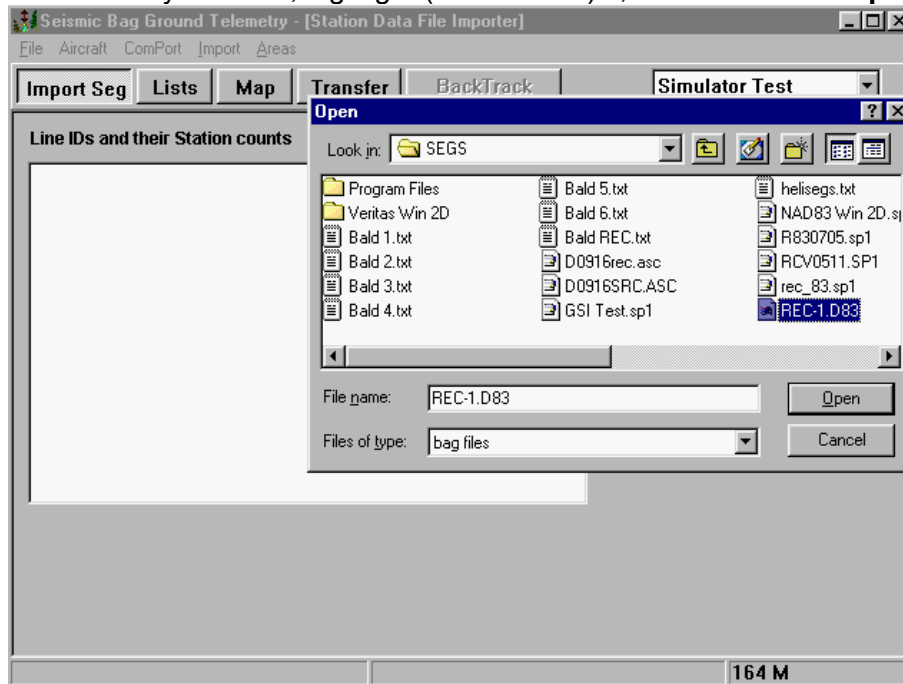 Seismic Bag Ground Telemetry - [Station Data File Importer]
File Aircraft ComPort Import Areas
Import Seg Lists Map Transfer BackTrack Simulator Test
Open
Line IDs and their Station counts
Look in: SEGS
Program Files
Veritas Win 2D
Bald 1.txt
Bald 2.txt
Bald 3.txt
Bald 4.txt
Bald 5.txt
Bald 6.txt
Bald REC.txt
D0916rec.asc
D0916SRC.ASC
GSI Test.sp1
helisegs.txt
NAD83 Win 2D.s
R830705.sp1
RCV0511.SP1
rec_83.sp1
REC-1.D83
File name: REC-1.D83 Open
Files of type: bag files Cancel
164 M